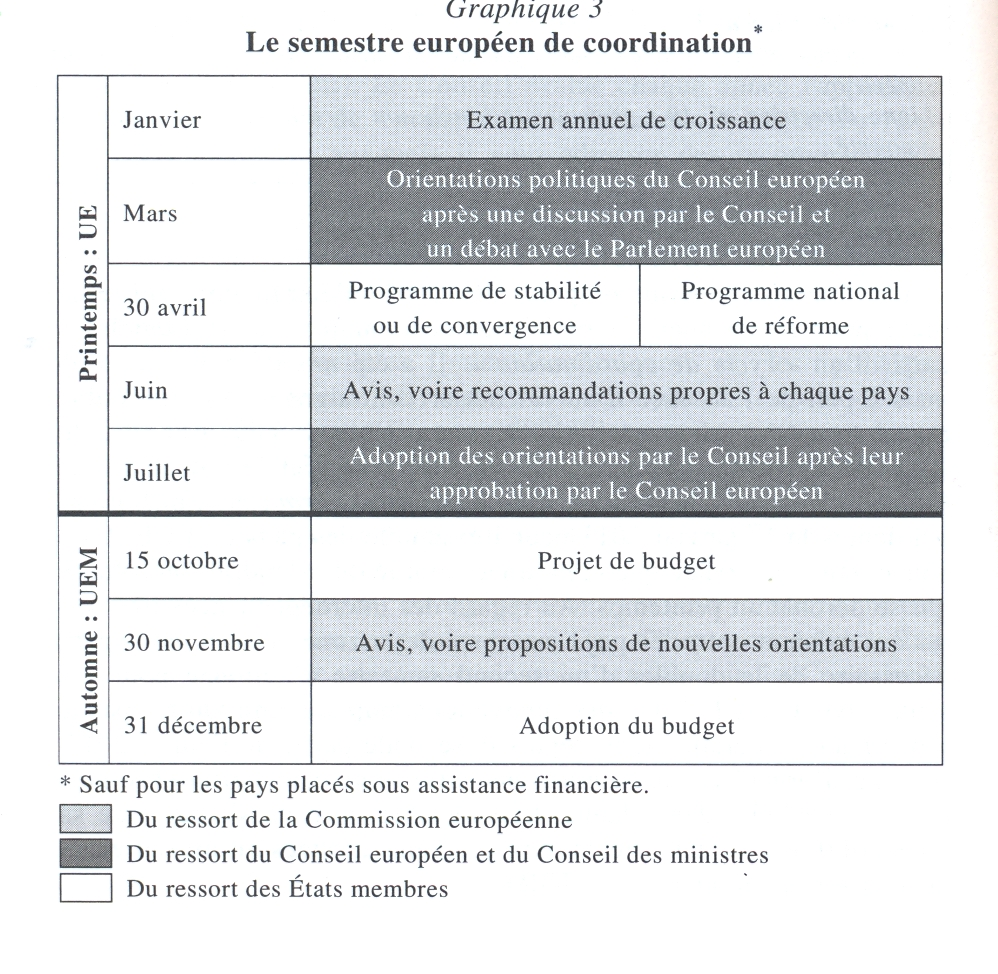 Graphique 3
Le semestre européen de coordination*
Printemps : UE
Janvier
Examen annuel de croissance
Mars
Orientations politiques du Conseil européen
après une discussion par le Conseil et
un débat avec le Parlement européen
30 avril
Programme de stabilité
ou de convergence
Programme national
de réforme
Juin
Avis, voire recommandations propres à chaque pays
Juillet
Adoption des orientations par le Conseil après leur
approbation par le Conseil européen
Automne : UEM
15 octobre
Projet de budget
30 novembre
Avis, voire propositions de nouvelles orientations
31 décembre
Adoption du budget
* Sauf pour les pays placés sous assistance financière.
Du ressort de la Commission européenne
Du ressort du Conseil européen et du Conseil des ministres
Du ressort des États membres